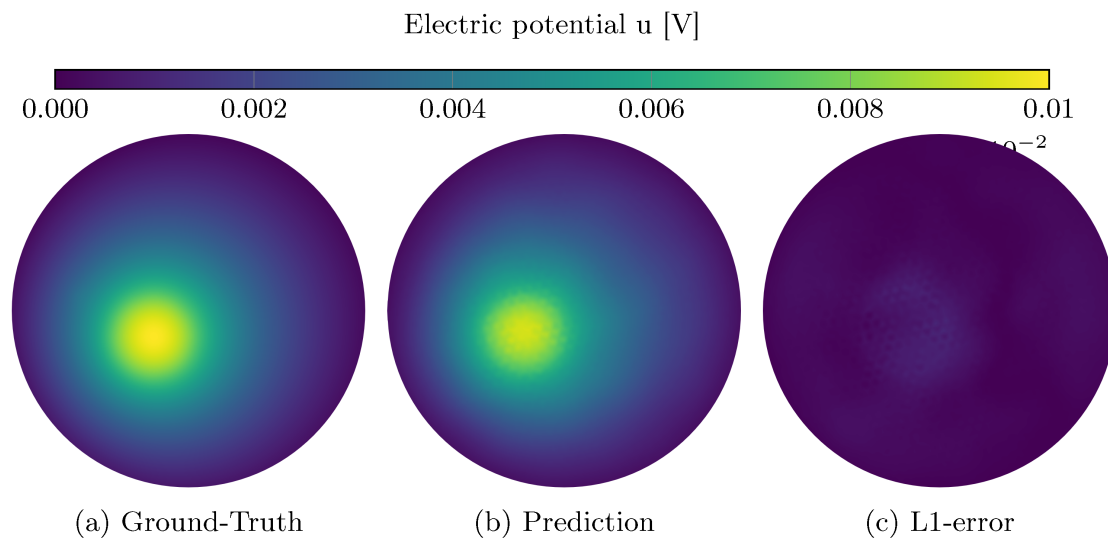 Electric potential u [V]
0.000 0.002 0.004 0.006 0.008 0.01
(a) Ground-Truth (b) Prediction (c) L1-error